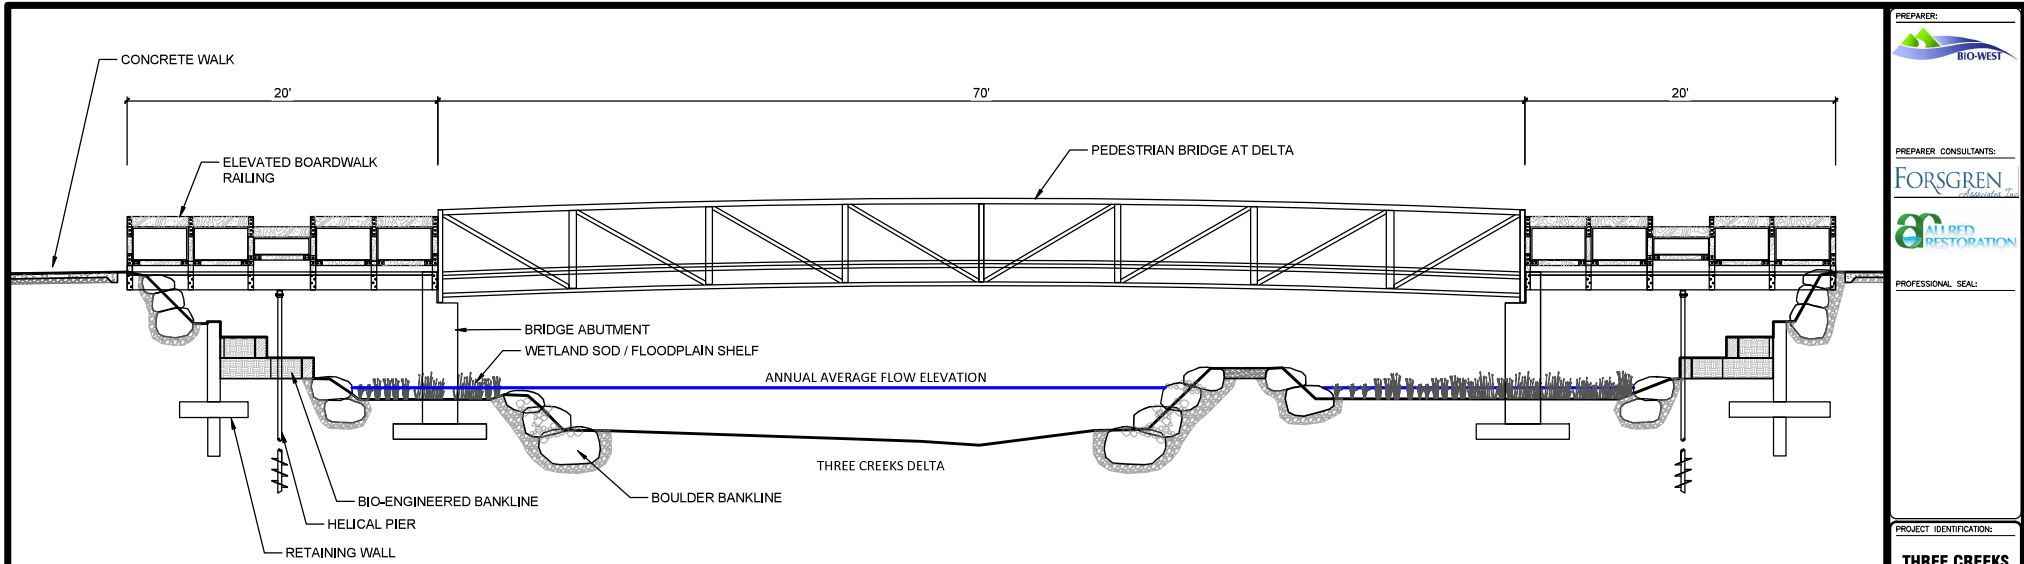 CONCRETE WALK
20'
70'
20'
ELEVATED BOARDWALK
RAILING
PEDESTRIAN BRIDGE AT DELTA
BRIDGE ABUTMENT
WETLAND SOD / FLOODPLAIN SHELF
ANNUAL AVERAGE FLOW ELEVATION
THREE CREEKS DELTA
BOULDER BANKLINE
BIO-ENGINEERED BANKLINE
HELICAL PIER
RETAINING WALL
PREPARER:
BIO-WEST
PREPARER CONSULTANTS:
FORSGREN
Associates Inc
ALLRED
RESTORATION
PROFESSIONAL SEAL:
PROJECT IDENTIFICATION:
THREE CREEKS